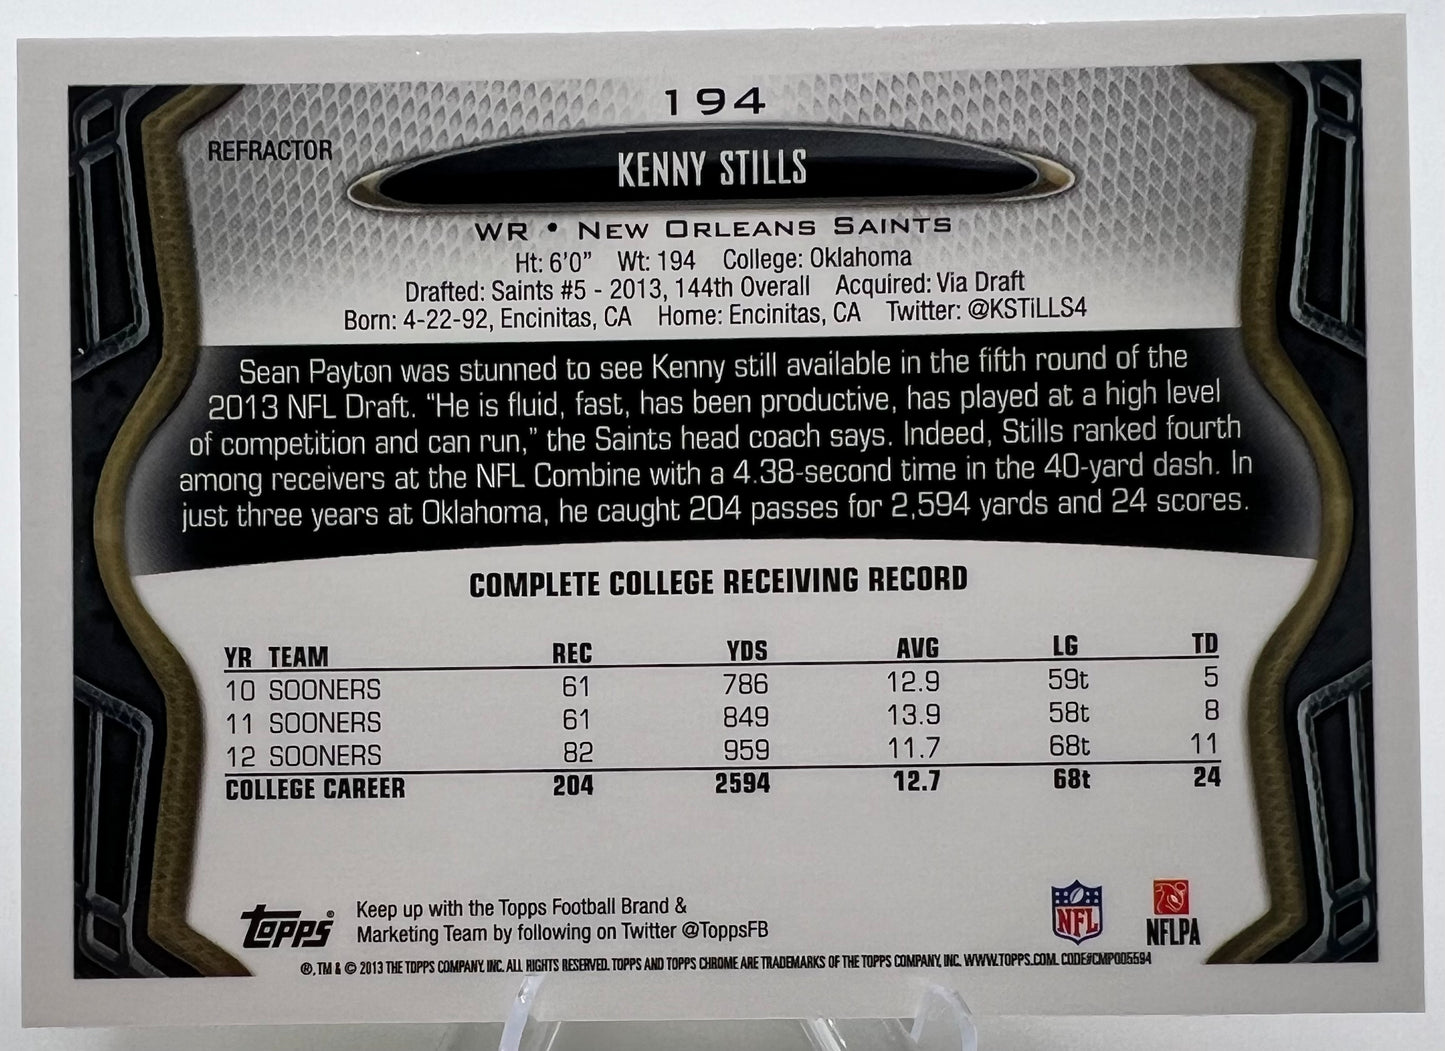 194
REFRACTOR
KENNY STILLS
WR • NEW ORLEANS SAINTS
Ht: 6'0" Wt: 194 College: Oklahoma
Drafted: Saints #5 - 2013, 144th Overall Acquired: Via Draft
Born: 4-22-92, Encinitas, CA Home: Encinitas, CA Twitter: @KSTiLLS4
Sean Payton was stunned to see Kenny still available in the fifth round of the
2013 NFL Draft. “He is fluid, fast, has been productive, has played at a high level
of competition and can run,” the Saints head coach says. Indeed, Stills ranked fourth
among receivers at the NFL Combine with a 4.38-second time in the 40-yard dash. In
just three years at Oklahoma, he caught 204 passes for 2,594 yards and 24 scores.
COMPLETE COLLEGE RECEIVING RECORD
YR TEAM REC YDS AVG LG TD
10 SOONERS 61 786 12.9 59t 5
11 SOONERS 61 849 13.9 58t 8
12 SOONERS 82 959 11.7 68t 11
COLLEGE CAREER 204 2594 12.7 68t 24
TOPPS® Keep up with the Topps Football Brand &
Marketing Team by following on Twitter @ToppsFB
NFL NFLPA
®, TM & © 2013 THE TOPPS COMPANY, INC. ALL RIGHTS RESERVED. TOPPS AND TOPPS CHROME ARE TRADEMARKS OF THE TOPPS COMPANY, INC. WWW.TOPPS.COM. CODE#CMP005594